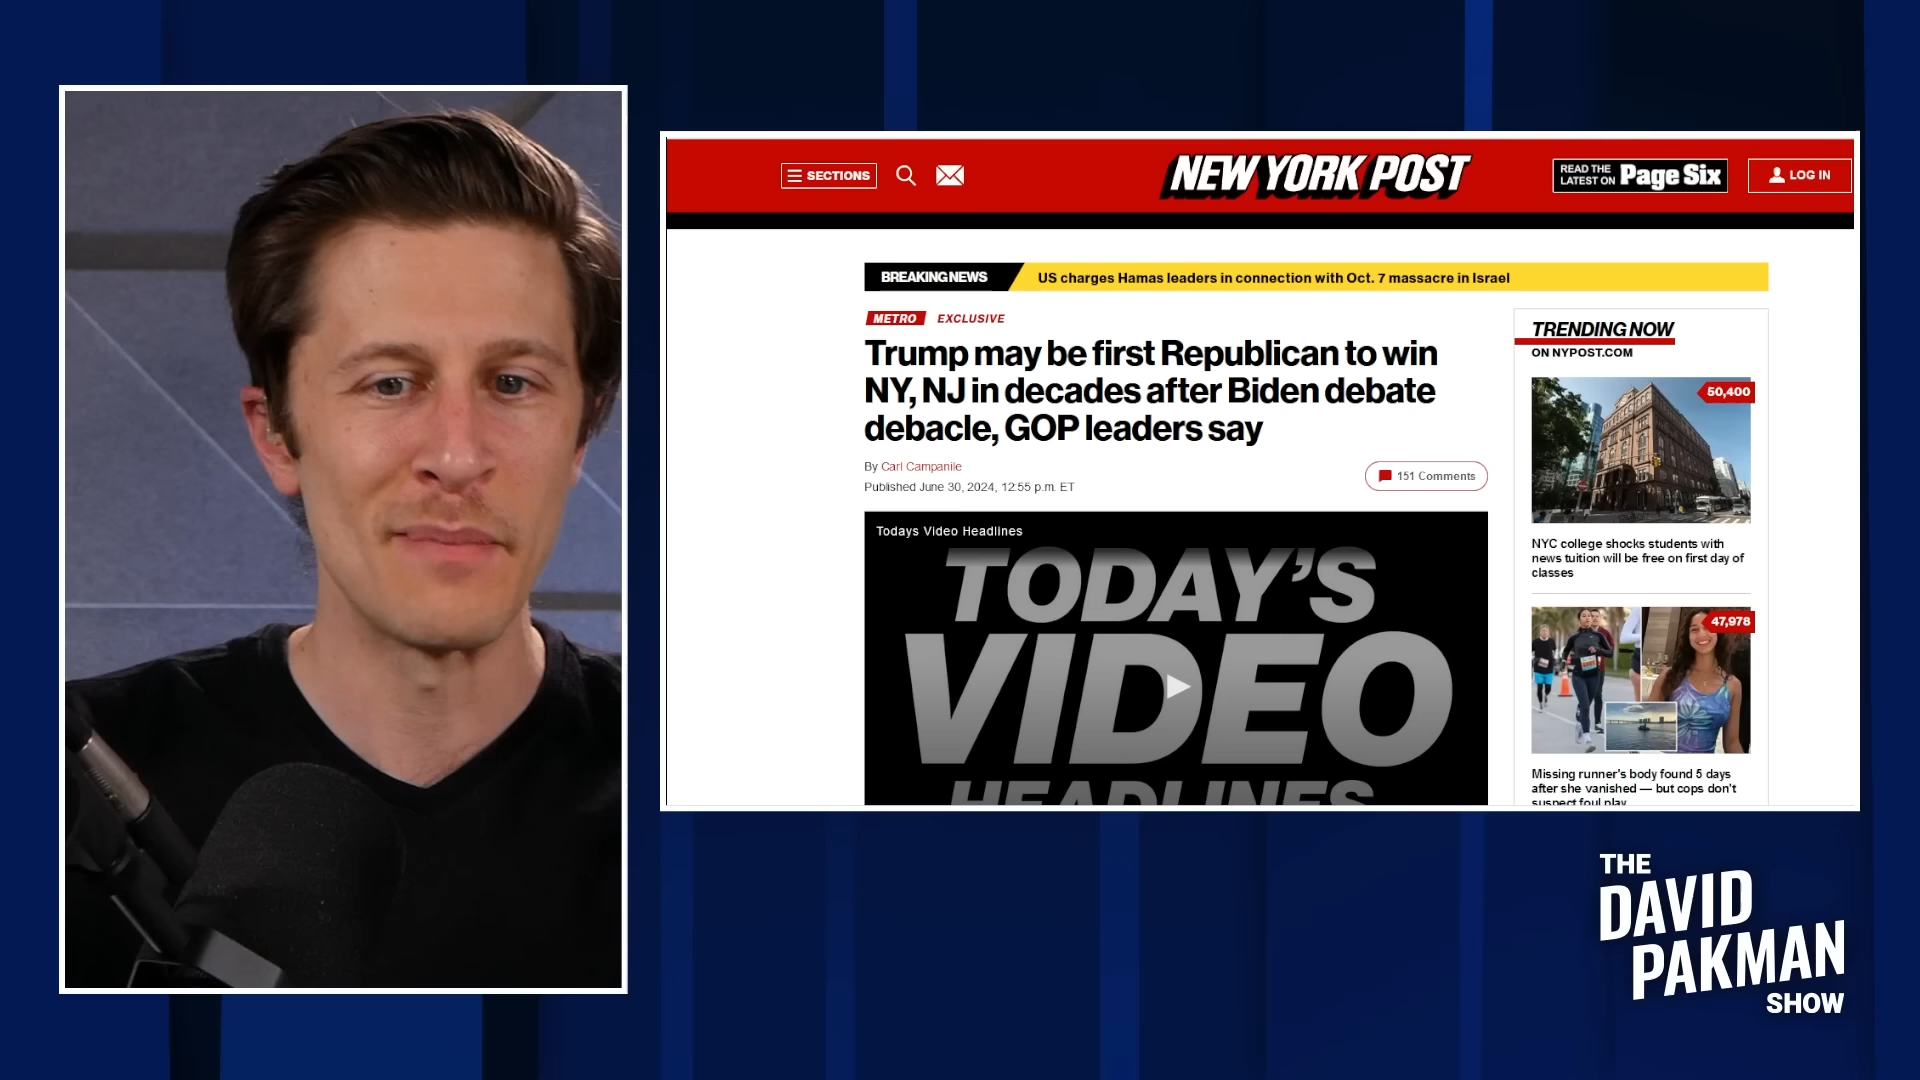 SECTIONS
NEW YORK POST
READ THE
LATEST ON
Page Six
LOG IN
BREAKING NEWS
US charges Hamas leaders in connection with Oct. 7 massacre in Israel
METRO EXCLUSIVE
Trump may be first Republican to win
NY, NJ in decades after Biden debate
debacle, GOP leaders say
By Carl Campanile
Published June 30, 2024, 12:55 p.m. ET
151 Comments
Todays Video Headlines
TODAY'S
VIDEO
HEADLINES
TRENDING NOW
ON NYPOST.COM
50,400
NYC college shocks students with
news tuition will be free on first day of
classes
47,978
Missing runner's body found 5 days
after she vanished — but cops don't
suspect foul play
THE
DAVID
PAKMAN
SHOW